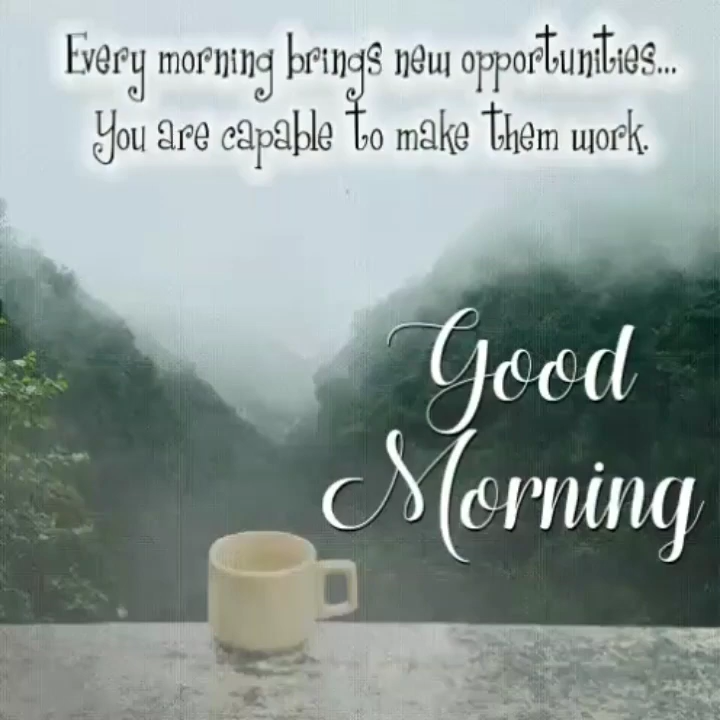 Every morning brings new opportunities...
You are capable to make them work.
Good
Morning